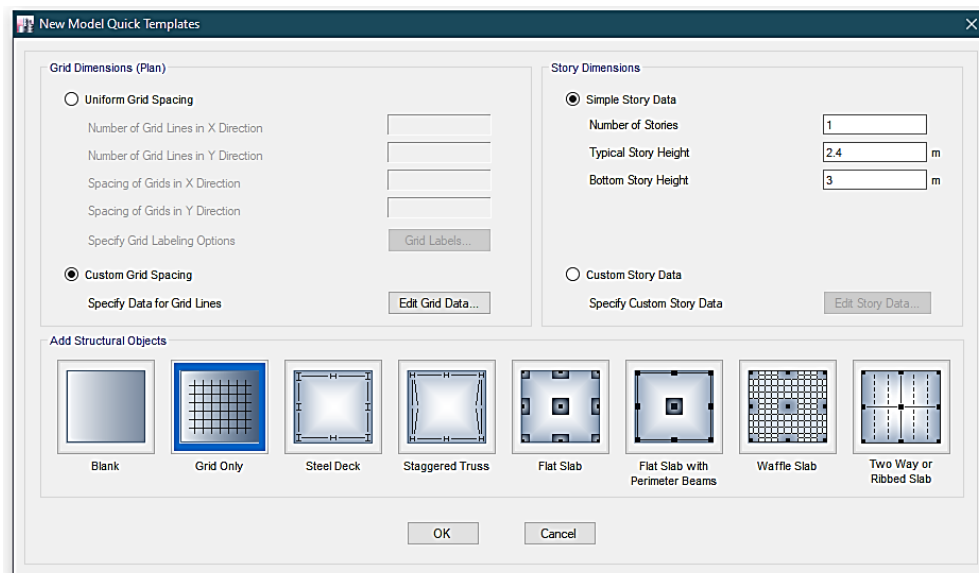 New Model Quick Templates
Grid Dimensions (Plan)
Uniform Grid Spacing
Number of Grid Lines in X Direction
Number of Grid Lines in Y Direction
Spacing of Grids in X Direction
Spacing of Grids in Y Direction
Specify Grid Labeling Options
Grid Labels...
Custom Grid Spacing
Specify Data for Grid Lines
Edit Grid Data...
Story Dimensions
Simple Story Data
Number of Stories
1
Typical Story Height
2.4
m
Bottom Story Height
3
m
Custom Story Data
Specify Custom Story Data
Edit Story Data...
Add Structural Objects
Blank
Grid Only
Steel Deck
Staggered Truss
Flat Slab
Flat Slab with
Perimeter Beams
Waffle Slab
Two Way or
Ribbed Slab
OK
Cancel